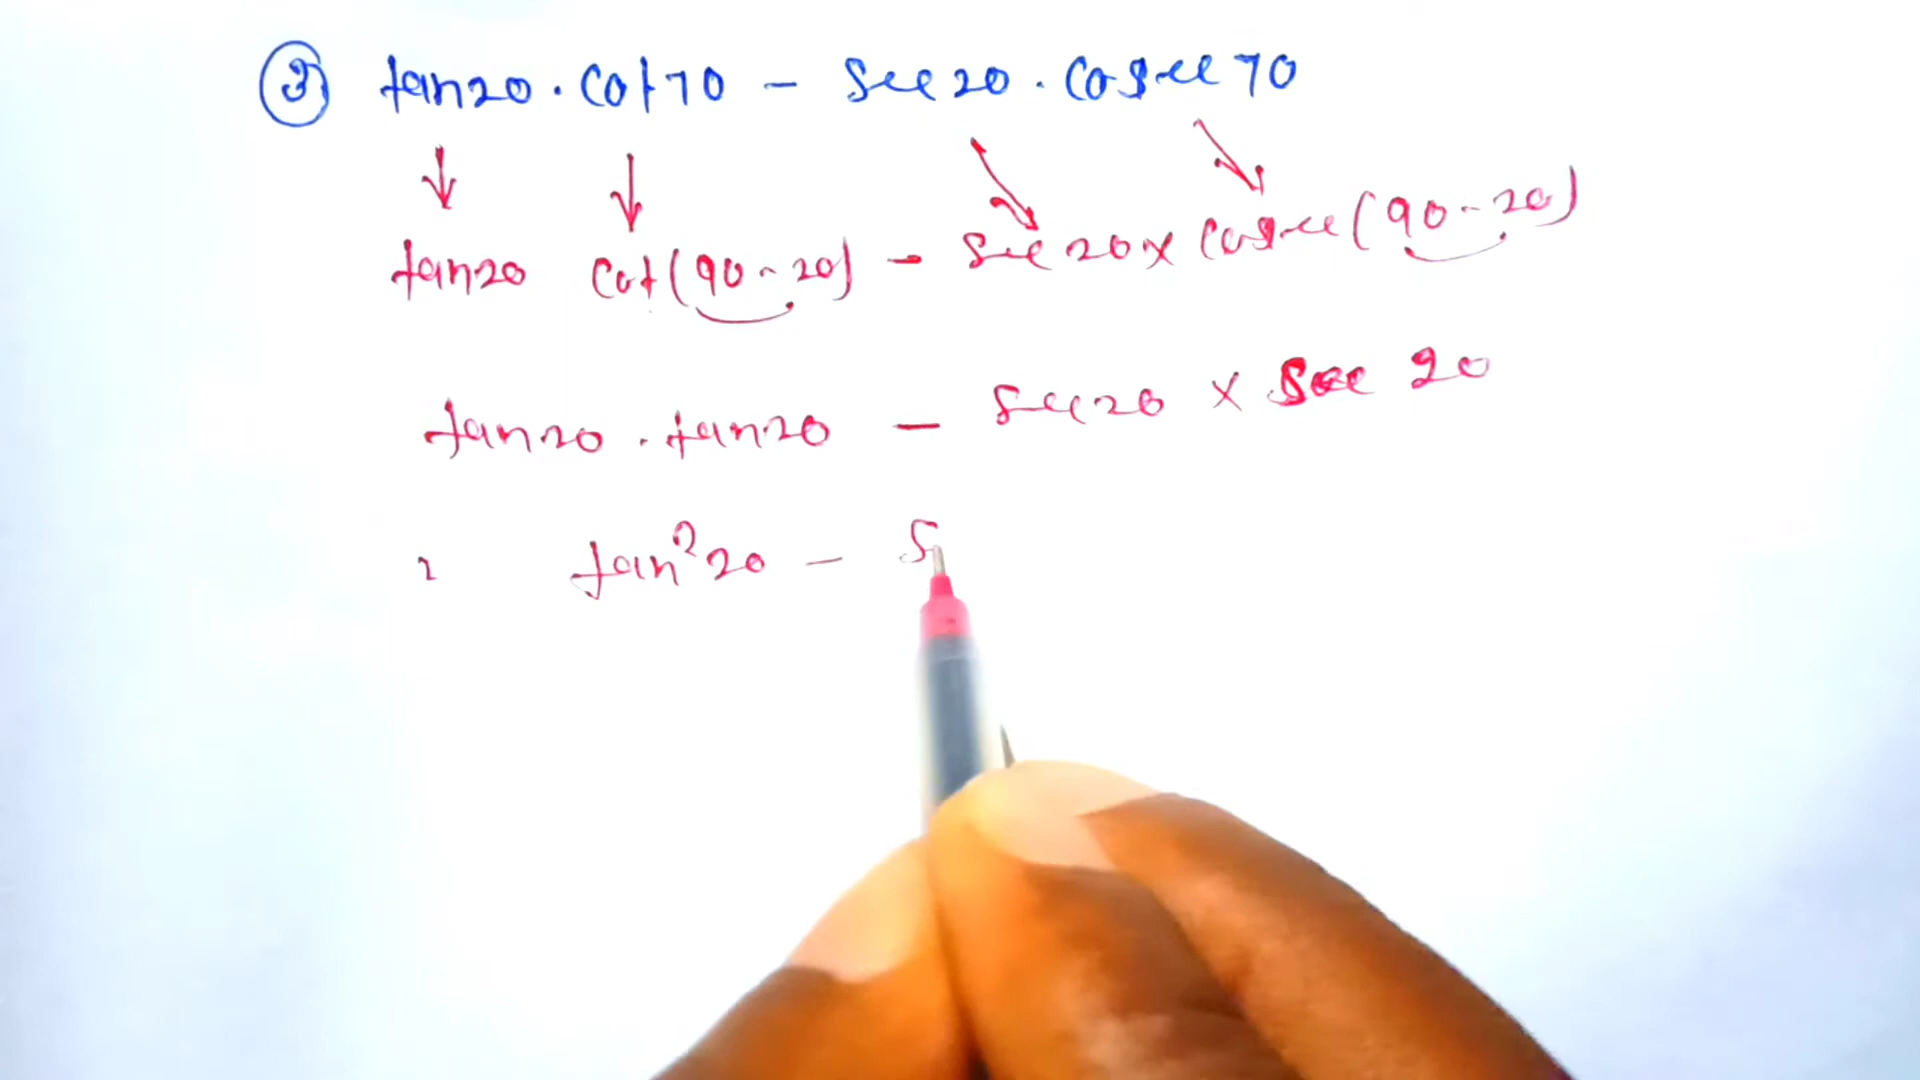 ③ tan20 . cot70 – sec20 . cosec70
tan20 cot(90-20) – sec20 x cosec(90-20)
tan20 . tan20 – sec20 x sec 20
tan²20 – s